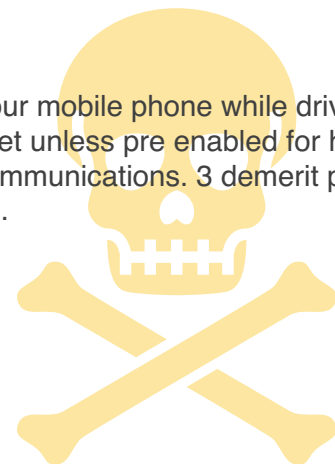 our mobile phone while driv
et unless pre enabled for h
mmunications. 3 demerit p
.